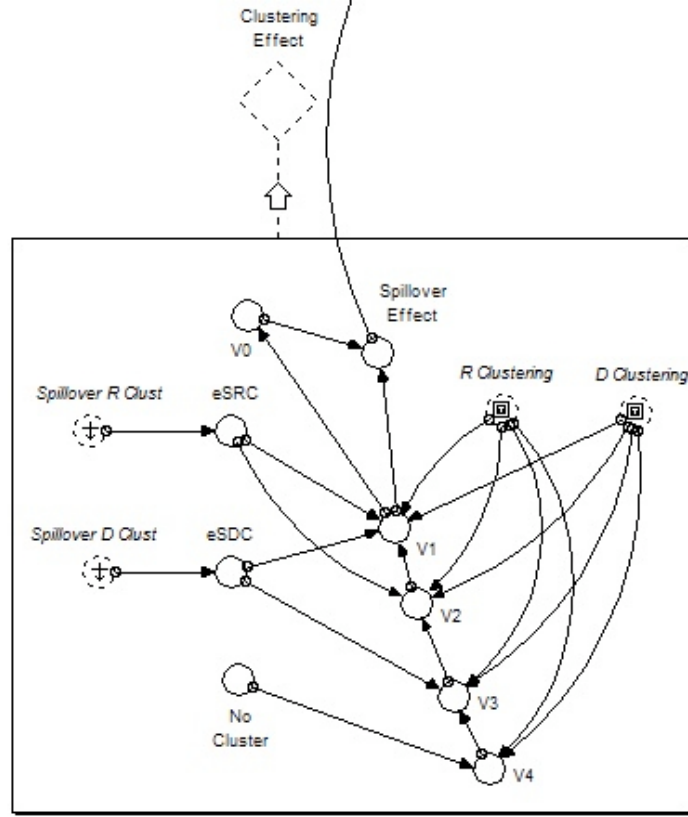 Clustering
Effect
Spillover
Effect
V0
R Clustering
D Clustering
Spillover R Clust
eSRC
Spillover D Clust
eSDC
V1
V2
V3
No
Cluster
V4